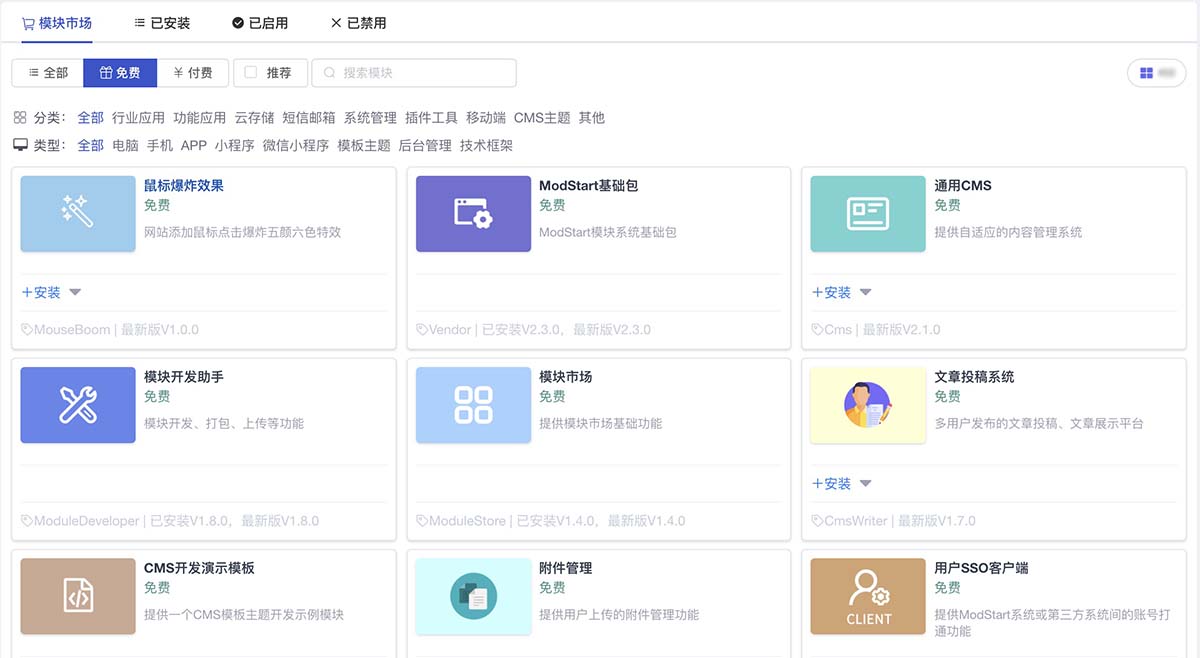 模块市场 已安装 已启用 已禁用
全部 免费 ¥ 付费 推荐 搜索模块
分类： 全部 行业应用 功能应用 云存储 短信邮箱 系统管理 插件工具 移动端 CMS主题 其他
类型： 全部 电脑 手机 APP 小程序 微信小程序 模板主题 后台管理 技术框架
鼠标爆炸效果
免费
网站添加鼠标点击爆炸五颜六色特效
+安装
MouseBoom | 最新版V1.0.0
ModStart基础包
免费
ModStart模块系统基础包
Vendor | 已安装V2.3.0，最新版V2.3.0
通用CMS
免费
提供自适应的内容管理系统
+安装
Cms | 最新版V2.1.0
模块开发助手
免费
模块开发、打包、上传等功能
ModuleDeveloper | 已安装V1.8.0，最新版V1.8.0
模块市场
免费
提供模块市场基础功能
ModuleStore | 已安装V1.4.0，最新版V1.4.0
文章投稿系统
免费
多用户发布的文章投稿、文章展示平台
+安装
CmsWriter | 最新版V1.7.0
CMS开发演示模板
免费
提供一个CMS模板主题开发示例模块
附件管理
免费
提供用户上传的附件管理功能
CLIENT
用户SSO客户端
免费
提供ModStart系统或第三方系统间的账号打
通功能